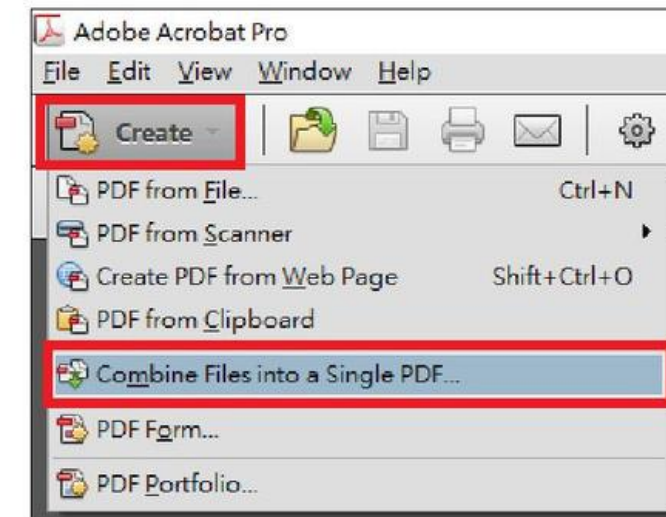 Adobe Acrobat Pro
File Edit View Window Help
Create
PDF from File... Ctrl+N
PDF from Scanner
Create PDF from Web Page Shift+Ctrl+O
PDF from Clipboard
Combine Files into a Single PDF...
PDF Form...
PDF Portfolio...